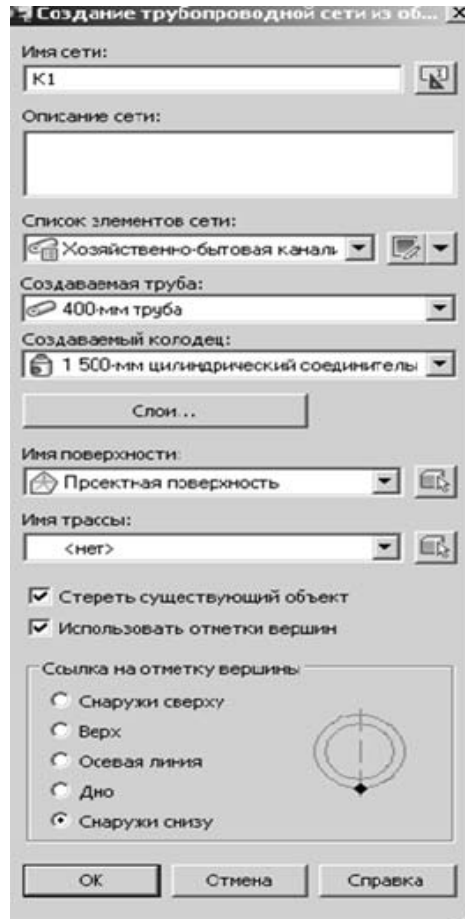 Создание трубопроводной сети из об...
Имя сети:
К1
Описание сети:
Список элементов сети:
Хозяйственно-бытовая каналь
Создаваемая труба:
400-мм труба
Создаваемый колодец:
1 500-мм цилиндрический соединитель
Слои...
Имя поверхности:
Проектная поверхность
Имя трассы:
<нет>
Стереть существующий объект
Использовать отметки вершин
Ссылка на отметку вершины
Снаружи сверху
Верх
Осевая линия
Дно
Снаружи снизу
ОК
Отмена
Справка